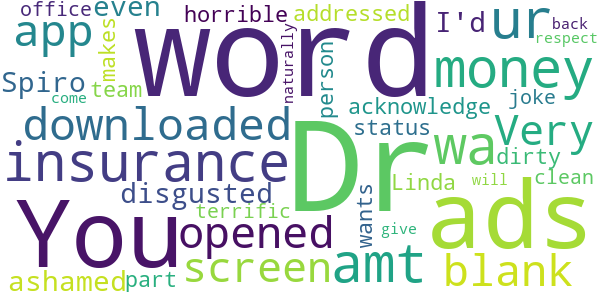 office even horrible addressed I'd ur back
app makes word naturally respect
Spiro team person money
come acknowledge joke
downloaded Dr status wa Very
insurance dirty
disgusted Linda will clean
You opened terrific wants ads
screen amt give
ashamed part blank